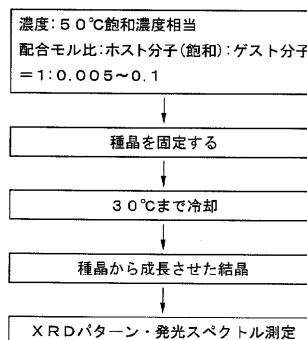 濃度:50℃飽和濃度相当
配合モル比:ホスト分子(飽和):ゲスト分子
=1:0.005~0.1
種晶を固定する
30℃まで冷却
種晶から成長させた結晶
XRDパターン・発光スペクトル測定